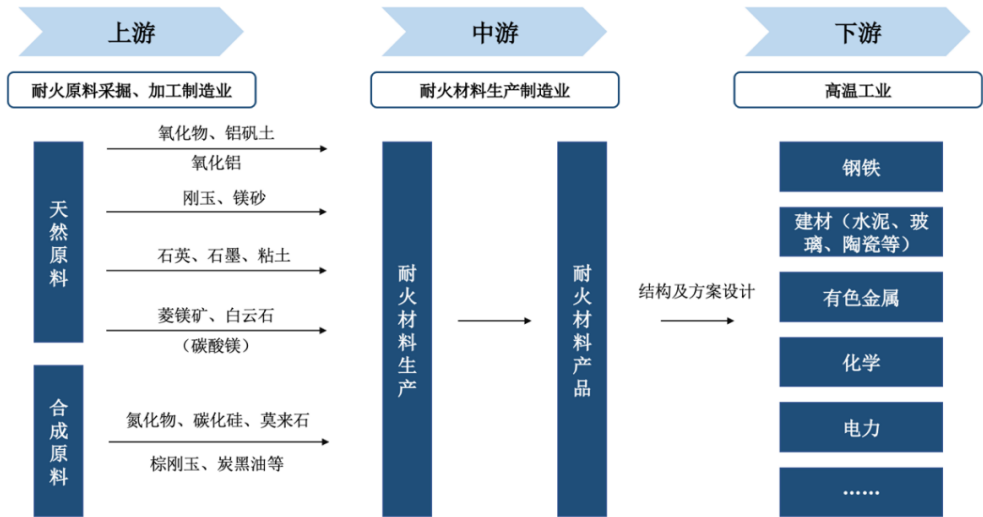 上游
中游
下游
耐火原料采掘、加工制造业
耐火材料生产制造业
高温工业
天然原料
氧化物、铝矾土
氧化铝
刚玉、镁砂
石英、石墨、粘土
菱镁矿、白云石
（碳酸镁）
合成原料
氮化物、碳化硅、莫来石
棕刚玉、炭黑油等
耐火材料生产
耐火材料产品
结构及方案设计
钢铁
建材（水泥、玻
璃、陶瓷等）
有色金属
化学
电力
……